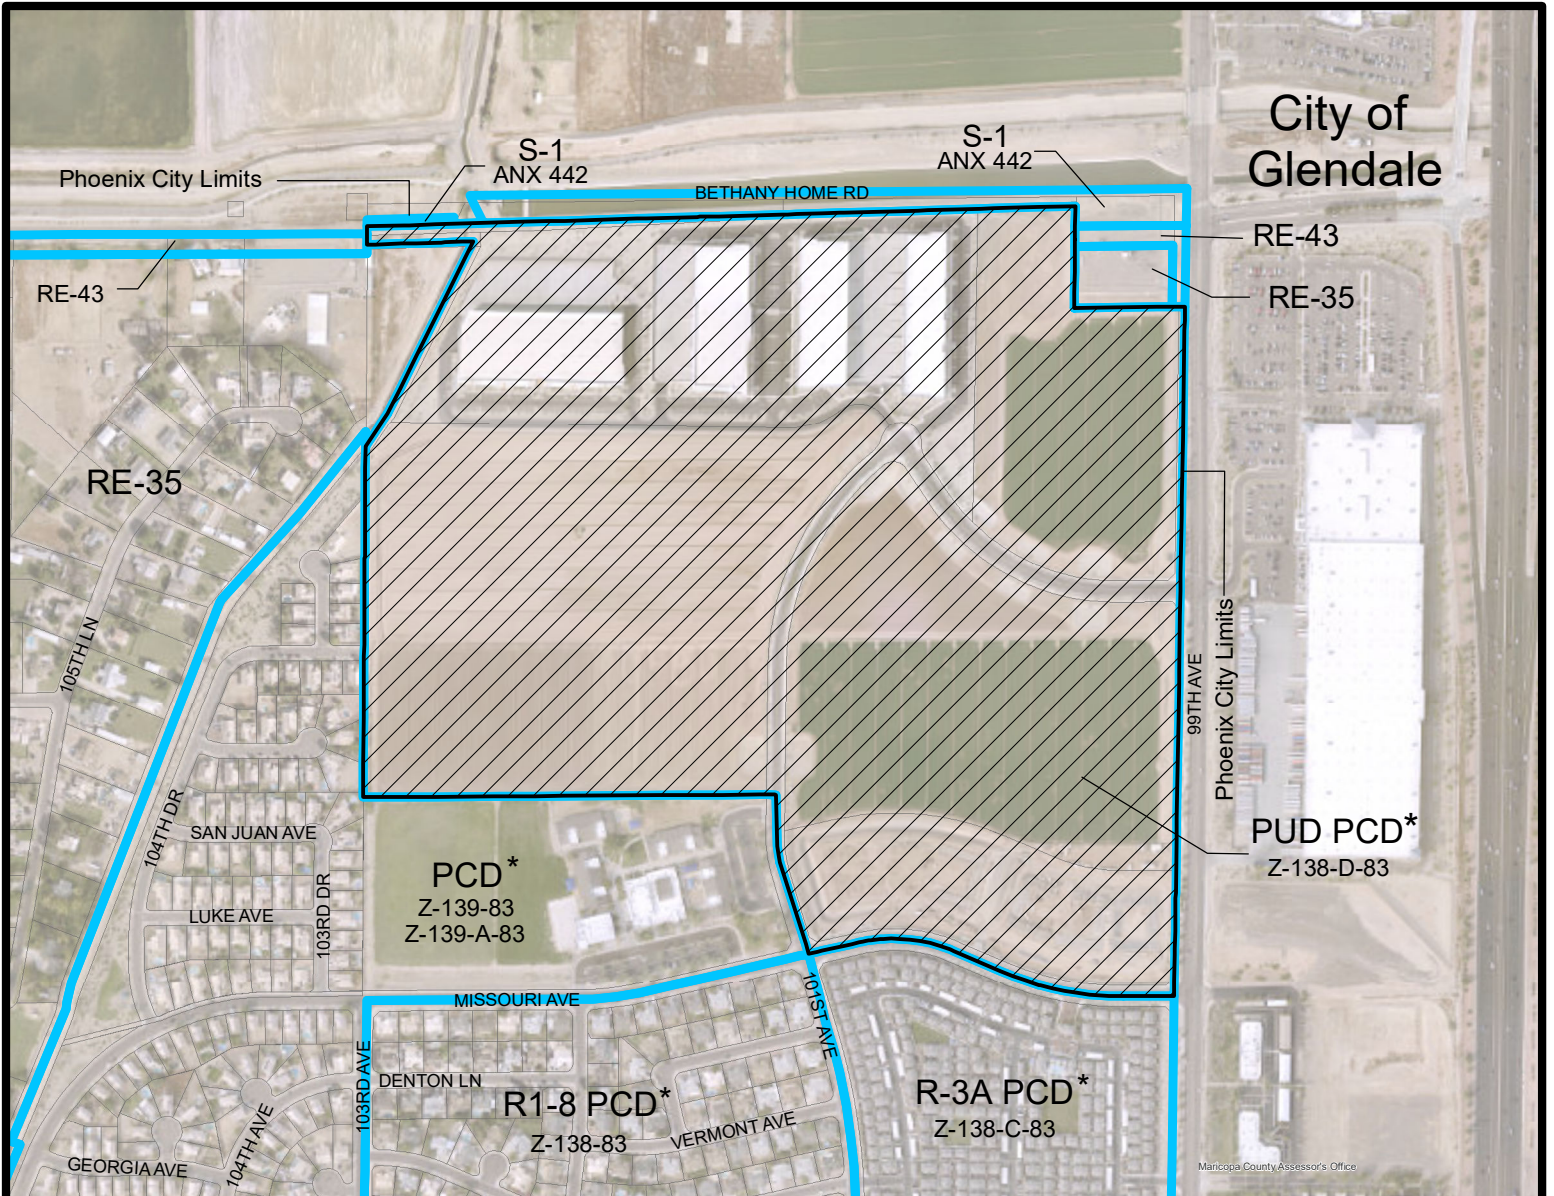 City of
Glendale
S-1
ANX 442
S-1
ANX 442
Phoenix City Limits
BETHANY HOME RD
RE-43
RE-43
RE-35
RE-35
105TH LN
Phoenix City Limits
99TH AVE
104TH DR
SAN JUAN AVE
PUD PCD*
Z-138-D-83
PCD*
Z-139-83
Z-139-A-83
LUKE AVE
103RD DR
MISSOURI AVE
101ST AVE
103RD AVE
DENTON LN
R1-8 PCD*
Z-138-83
R-3A PCD*
Z-138-C-83
VERMONT AVE
104TH AVE
GEORGIA AVE
Maricopa County Assessor's Office